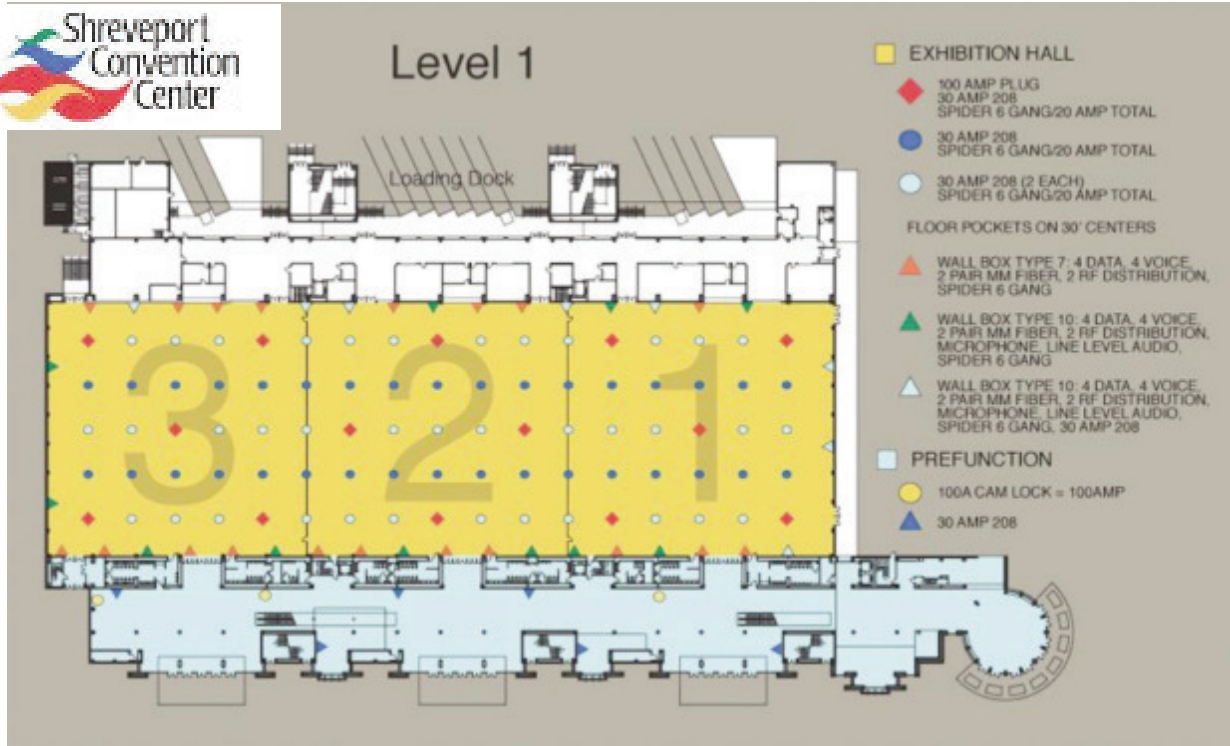 Shreveport
Convention
Center
Level 1
Loading Dock
3
2
1
EXHIBITION HALL
100 AMP PLUG
30 AMP 208
SPIDER 6 GANG/20 AMP TOTAL
30 AMP 208
SPIDER 6 GANG/20 AMP TOTAL
30 AMP 208 (2 EACH)
SPIDER 6 GANG/20 AMP TOTAL
FLOOR POCKETS ON 30' CENTERS
WALL BOX TYPE 7: 4 DATA, 4 VOICE,
2 PAIR MM FIBER, 2 RF DISTRIBUTION,
SPIDER 6 GANG
WALL BOX TYPE 10: 4 DATA, 4 VOICE,
2 PAIR MM FIBER, 2 RF DISTRIBUTION,
MICROPHONE, LINE LEVEL AUDIO,
SPIDER 6 GANG
WALL BOX TYPE 10: 4 DATA, 4 VOICE,
2 PAIR MM FIBER, 2 RF DISTRIBUTION,
MICROPHONE, LINE LEVEL AUDIO,
SPIDER 6 GANG, 30 AMP 208
PREFUNCTION
100A CAM LOCK = 100AMP
30 AMP 208